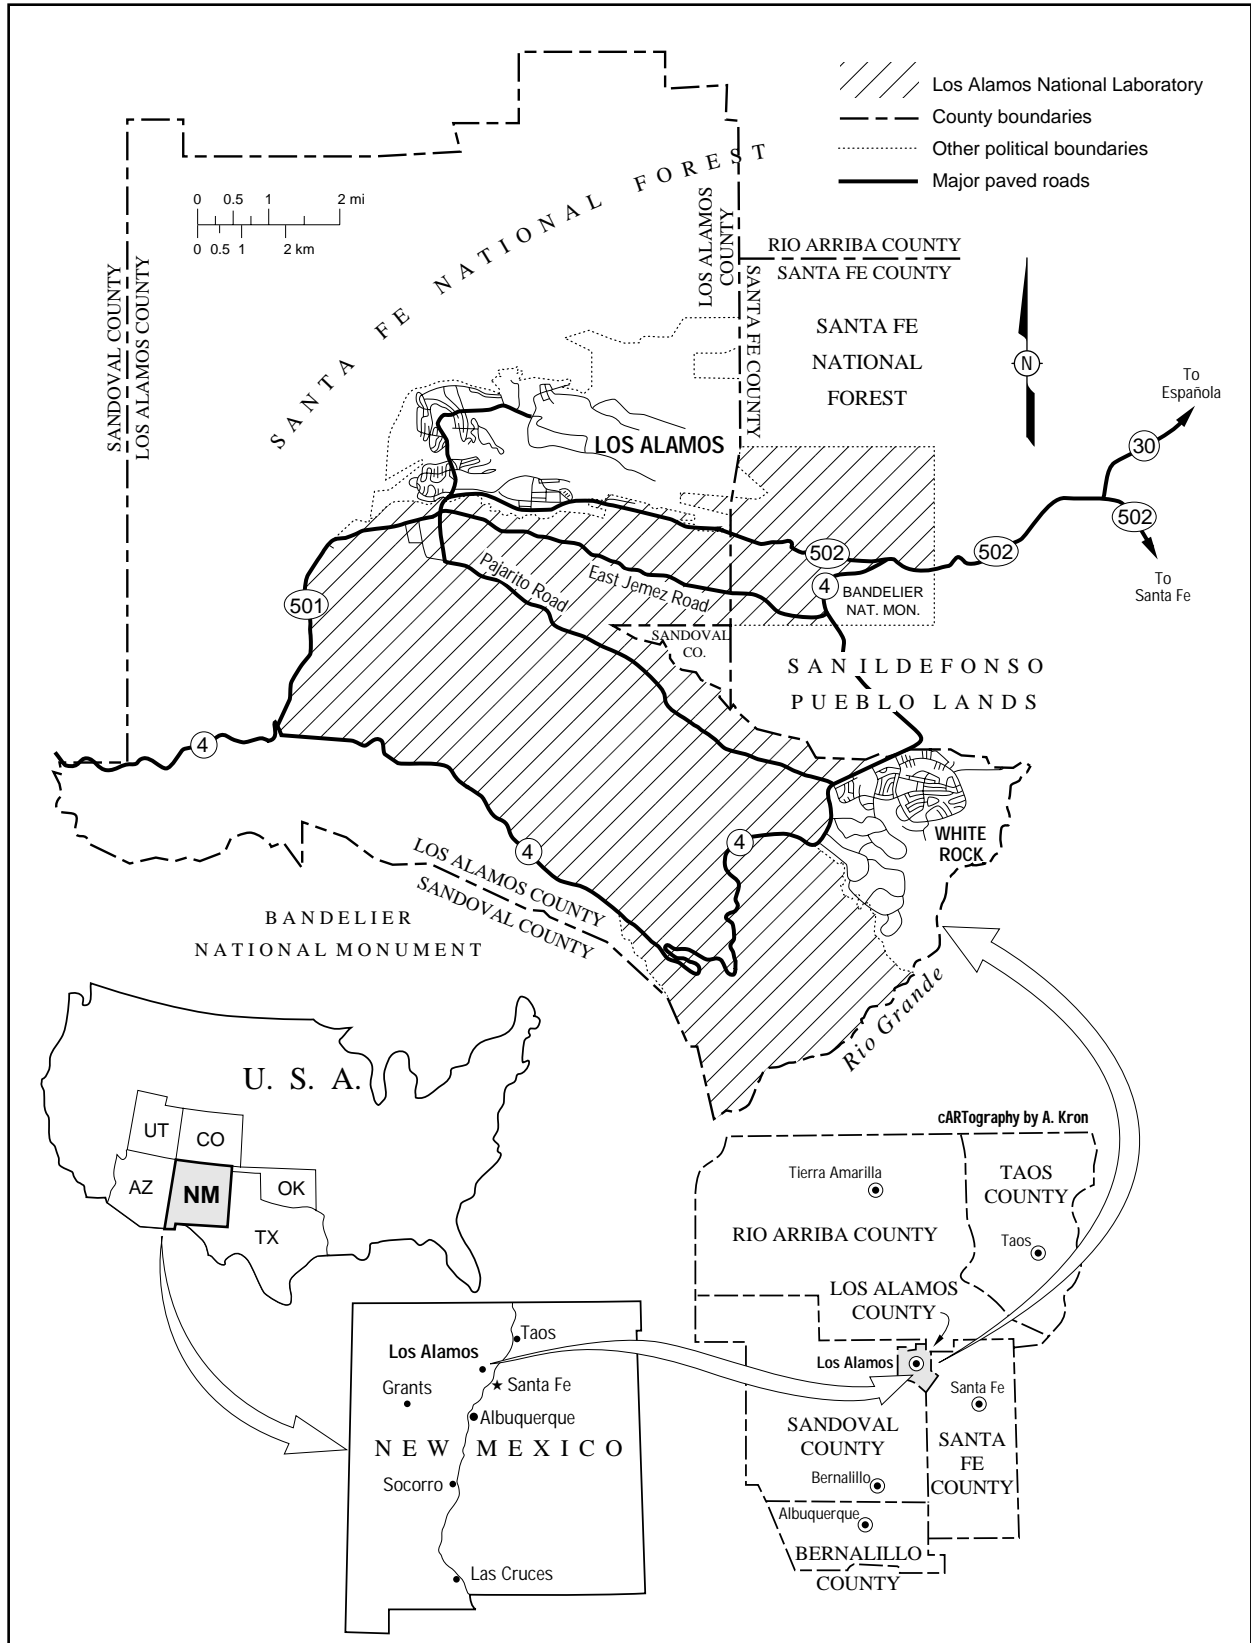 Los Alamos National Laboratory
County boundaries
Other political boundaries
Major paved roads
0 0.5 1 2 mi
0 0.5 1 2 km
SANTA FE NATIONAL FOREST
SANDOVAL COUNTY
LOS ALAMOS COUNTY
LOS ALAMOS
COUNTY
SANTA FE COUNTY
RIO ARRIBA COUNTY
SANTA FE COUNTY
SANTA FE
NATIONAL
FOREST
N
To
Española
30
502
To
Santa Fe
LOS ALAMOS
502
502
4
BANDELIER
NAT. MON.
501
Pajarito Road
East Jemez Road
SANDOVAL
CO.
SAN ILDEFONSO
PUEBLO LANDS
4
4
4
WHITE
ROCK
LOS ALAMOS COUNTY
SANDOVAL COUNTY
BANDELIER
NATIONAL MONUMENT
Rio Grande
U. S. A.
UT
CO
AZ
NM
OK
TX
cARTography by A. Kron
Tierra Amarilla
TAOS
COUNTY
RIO ARRIBA COUNTY
Taos
LOS ALAMOS
COUNTY
Los Alamos
Santa Fe
SANDOVAL
COUNTY
SANTA
FE
COUNTY
Bernalillo
Albuquerque
BERNALILLO
COUNTY
Taos
Los Alamos
Santa Fe
Grants
Albuquerque
NEW MEXICO
Socorro
Las Cruces